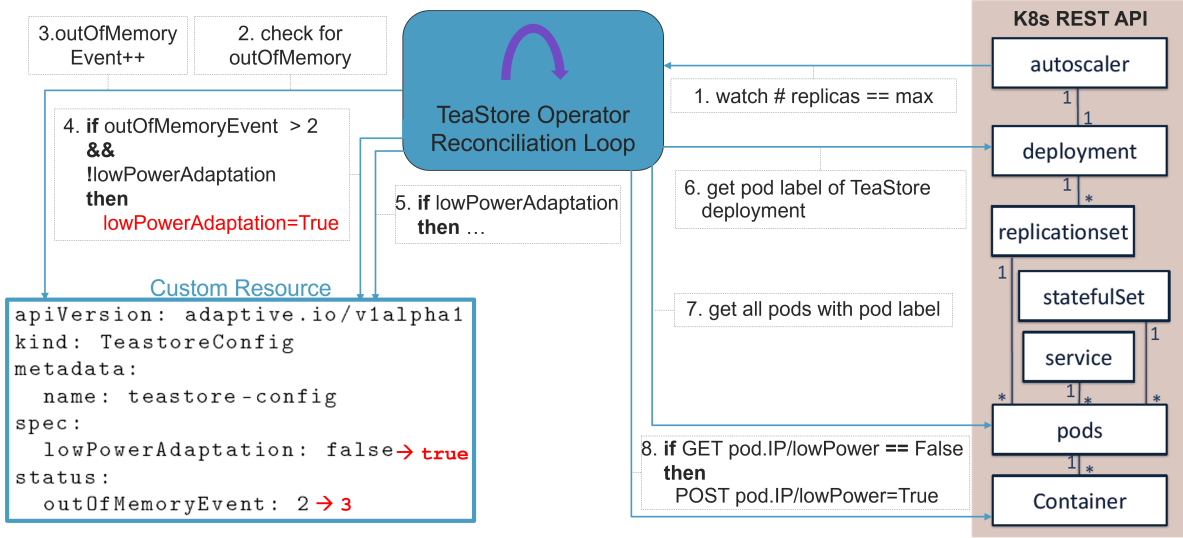 3.outOfMemory
Event++
2. check for
outOfMemory
TeaStore Operator
Reconciliation Loop
1. watch # replicas == max
4. if outOfMemoryEvent > 2
&&
!lowPowerAdaptation
then
lowPowerAdaptation=True
5. if lowPowerAdaptation
then …
6. get pod label of TeaStore
deployment
7. get all pods with pod label
8. if GET pod.IP/lowPower == False
then
POST pod.IP/lowPower=True
Custom Resource
apiVersion: adaptive.io/v1alpha1
kind: TeastoreConfig
metadata:
name: teastore-config
spec:
lowPowerAdaptation: false→ true
status:
outOfMemoryEvent: 2→ 3
K8s REST API
autoscaler
1
1
deployment
1
*
replicationset
1
statefulSet
1
service
1
*
*
*
pods
1
*
Container